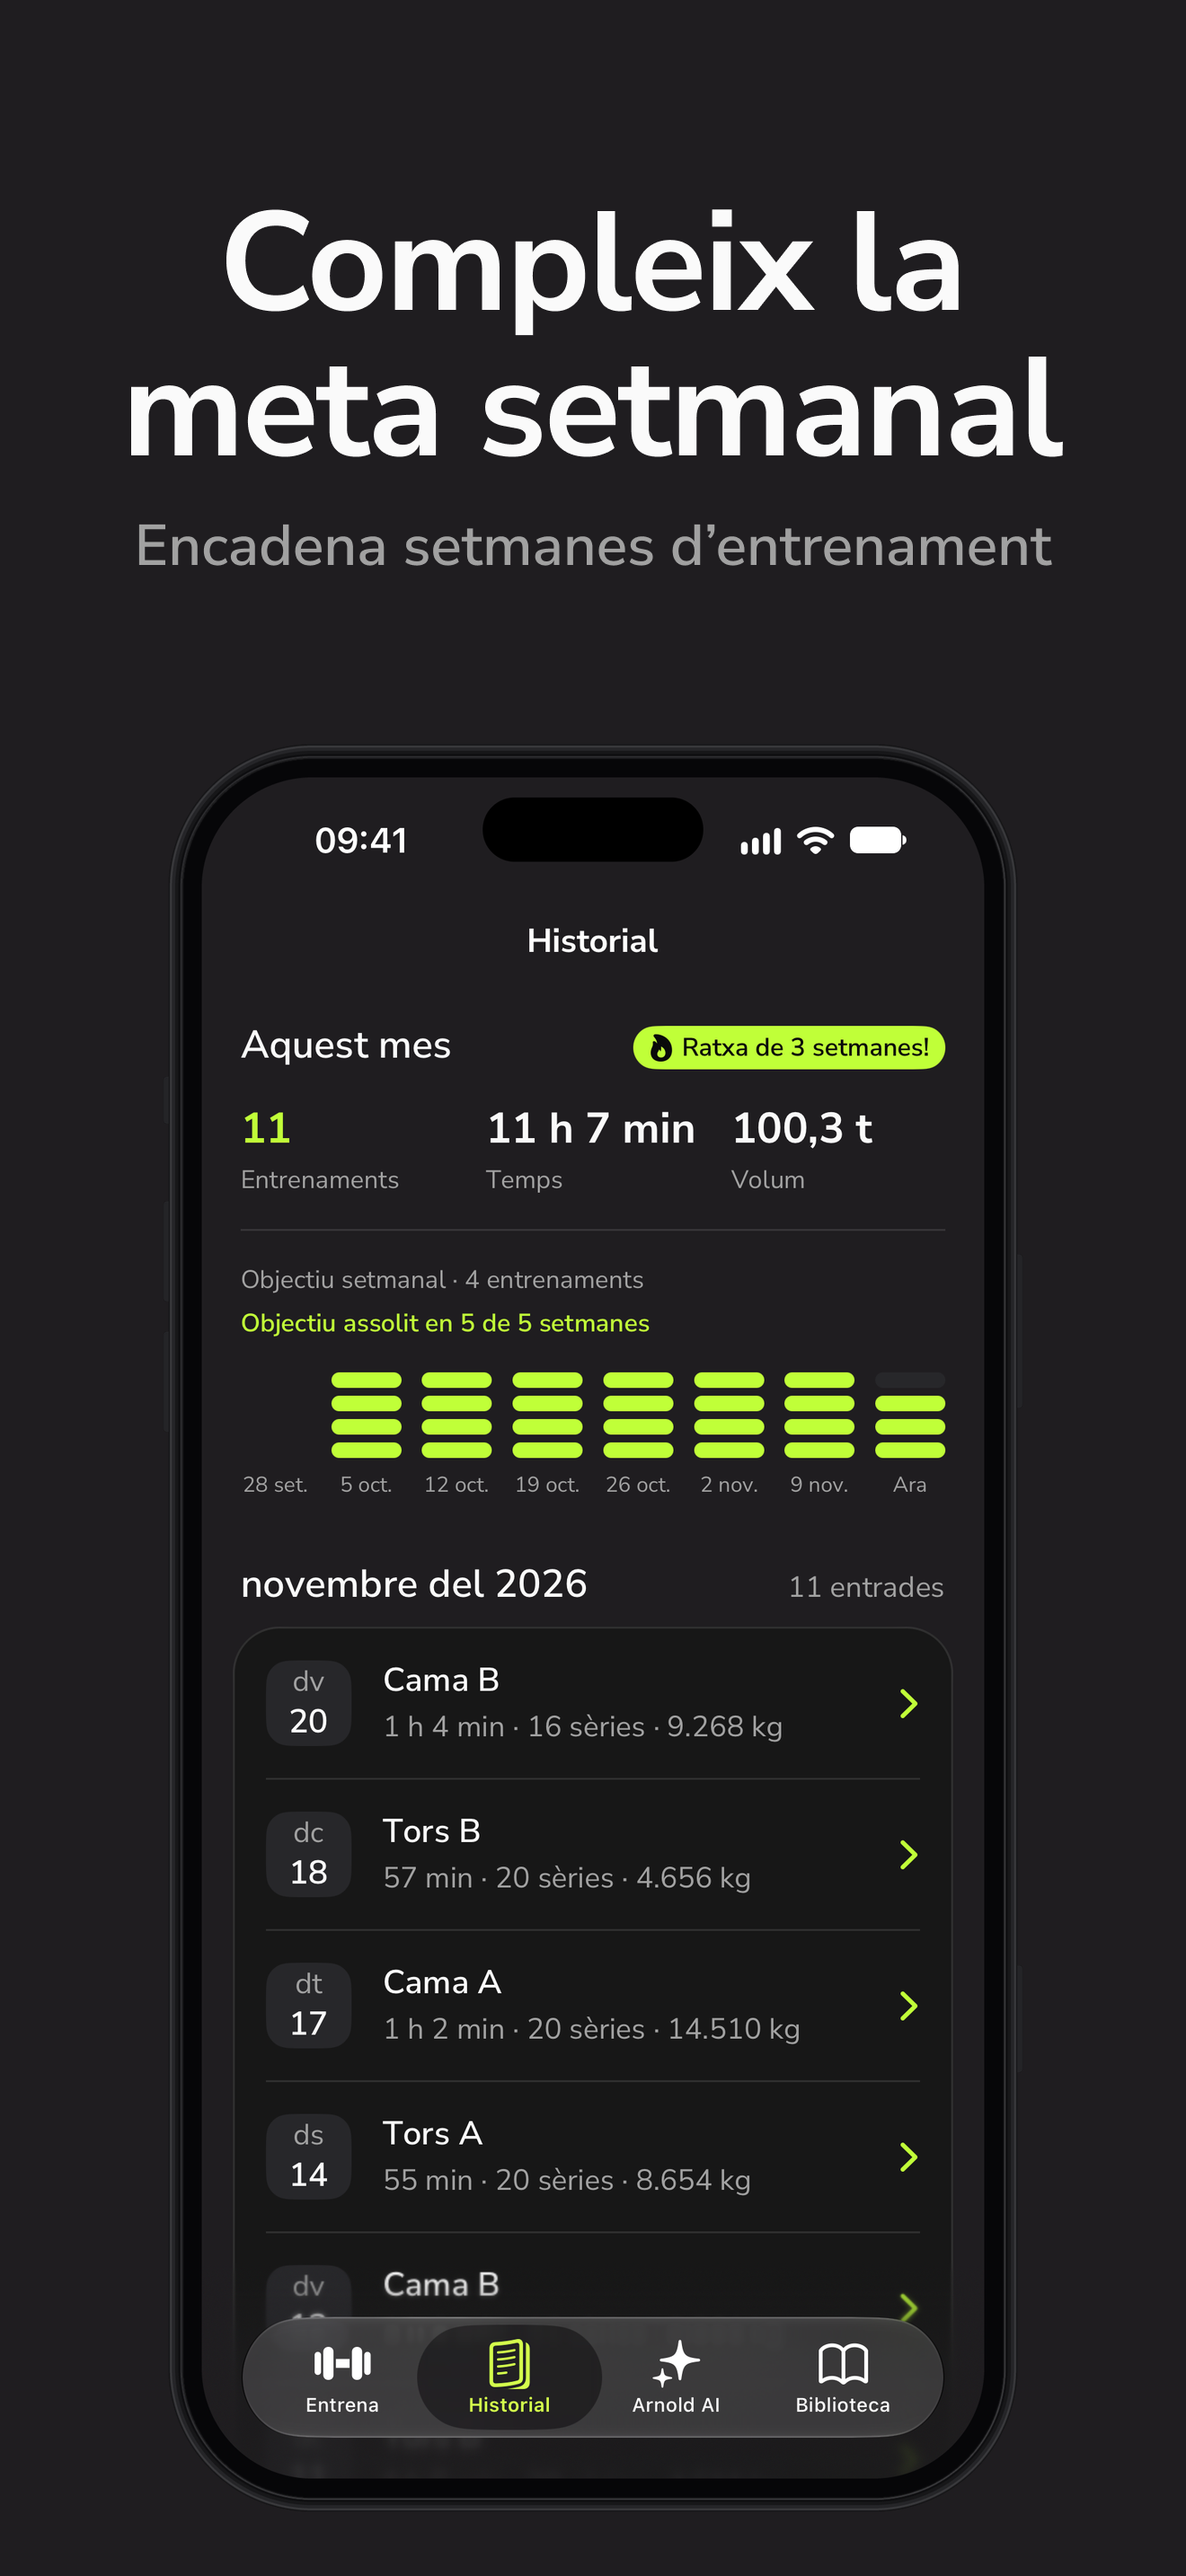 Compleix la
meta setmanal
Encadena setmanes d’entrenament
09:41
Historial
Aquest mes
Ratxa de 3 setmanes!
11
11 h 7 min
100,3 t
Entrenaments
Temps
Volum
Objectiu setmanal · 4 entrenaments
Objectiu assolit en 5 de 5 setmanes
28 set.
5 oct.
12 oct.
19 oct.
26 oct.
2 nov.
9 nov.
Ara
novembre del 2026
11 entrades
dv
20
Cama B
1 h 4 min · 16 sèries · 9.268 kg
dc
18
Tors B
57 min · 20 sèries · 4.656 kg
dt
17
Cama A
1 h 2 min · 20 sèries · 14.510 kg
ds
14
Tors A
55 min · 20 sèries · 8.654 kg
dv
Cama B
Entrena
Historial
Arnold AI
Biblioteca